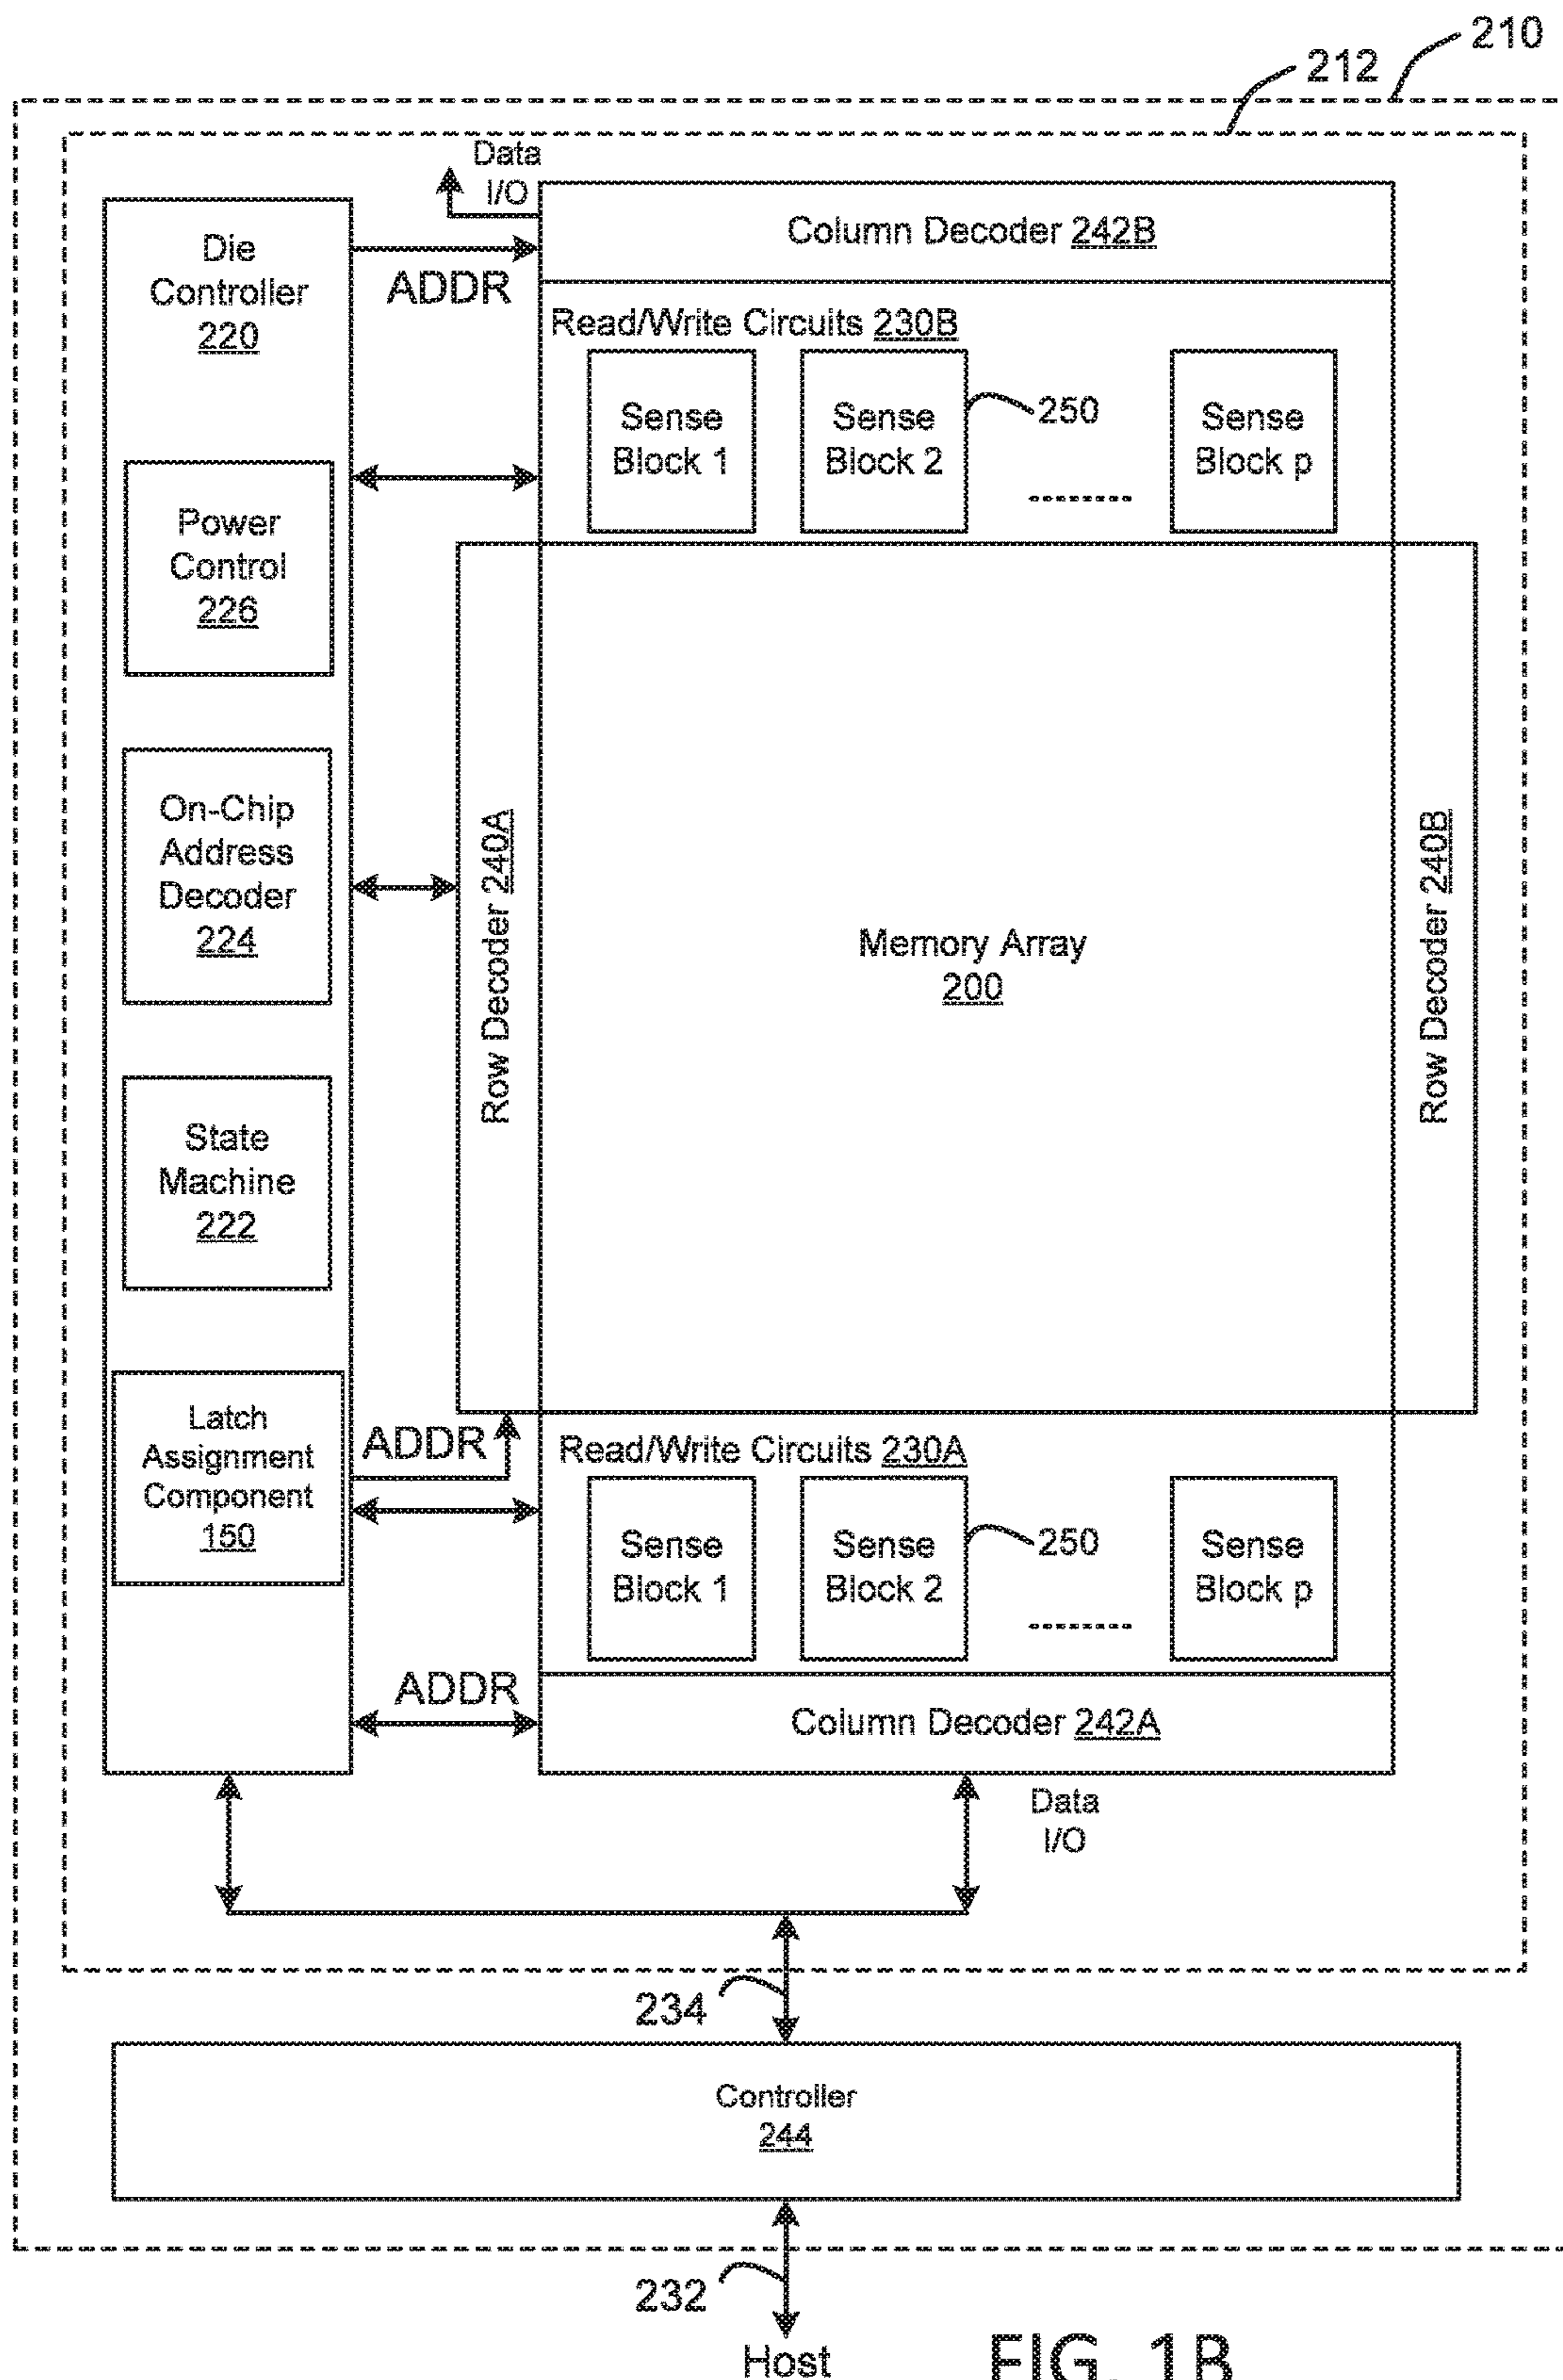 210
212
Data
I/O
Die
Controller
220
ADDR
Column Decoder 242B
Read/Write Circuits 230B
Sense
Block 1
Sense
Block 2
250
Sense
Block p
Power
Control
226
On-Chip
Address
Decoder
224
Row Decoder 240A
Memory Array
200
Row Decoder 240B
State
Machine
222
Latch
Assignment
Component
150
ADDR
Read/Write Circuits 230A
Sense
Block 1
Sense
Block 2
250
Sense
Block p
ADDR
Column Decoder 242A
Data
I/O
234
Controller
244
232
Host
FIG. 1B